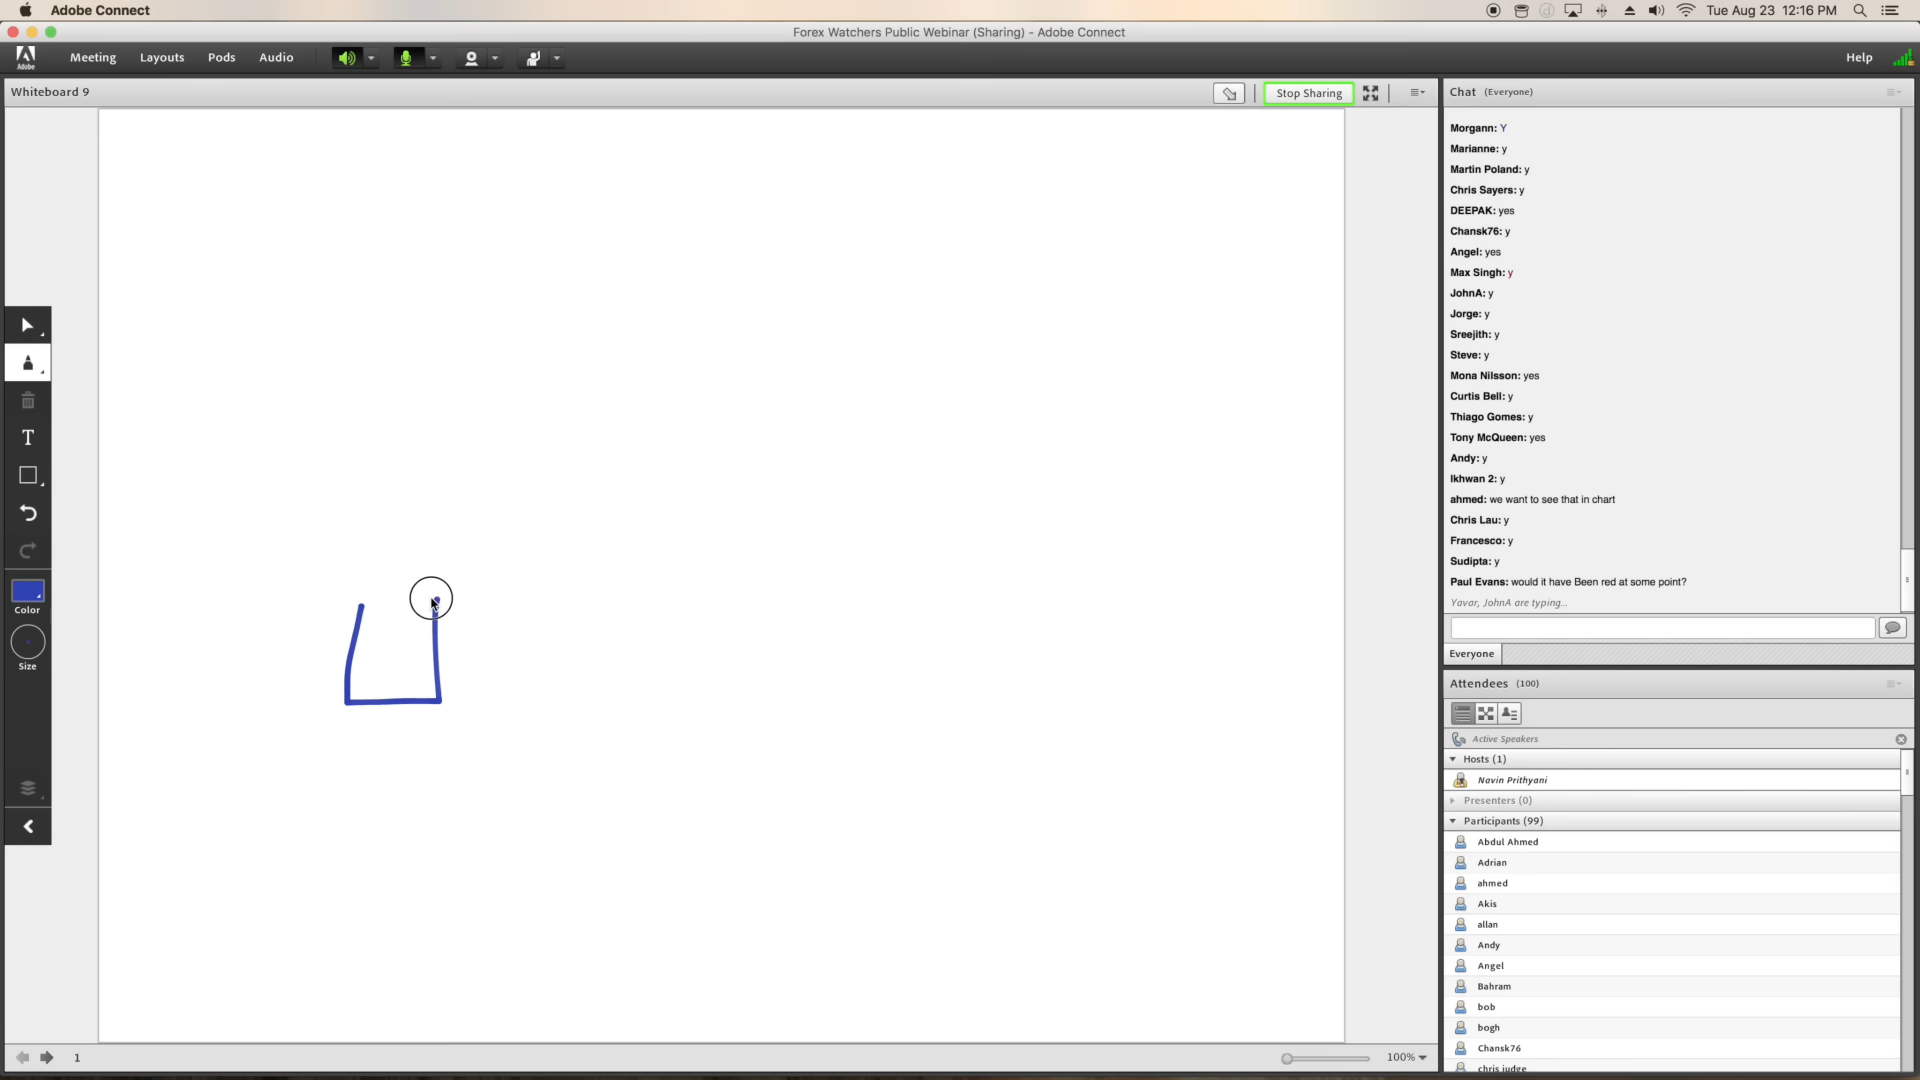 Adobe Connect
Tue Aug 23 12:16 PM
Forex Watchers Public Webinar (Sharing) - Adobe Connect
Adobe
Meeting
Layouts
Pods
Audio
Help
Whiteboard 9
Stop Sharing
T
Color
Size
1
100%
Chat (Everyone)
Morgann: Y
Marianne: y
Martin Poland: y
Chris Sayers: y
DEEPAK: yes
Chansk76: y
Angel: yes
Max Singh: y
JohnA: y
Jorge: y
Sreejith: y
Steve: y
Mona Nilsson: yes
Curtis Bell: y
Thiago Gomes: y
Tony McQueen: yes
Andy: y
Ikhwan 2: y
ahmed: we want to see that in chart
Chris Lau: y
Francesco: y
Sudipta: y
Paul Evans: would it have Been red at some point?
Yavar, JohnA are typing...
Everyone
Attendees (100)
Active Speakers
Hosts (1)
Navin Prithyani
Presenters (0)
Participants (99)
Abdul Ahmed
Adrian
ahmed
Akis
allan
Andy
Angel
Bahram
bob
bogh
Chansk76
chris judge